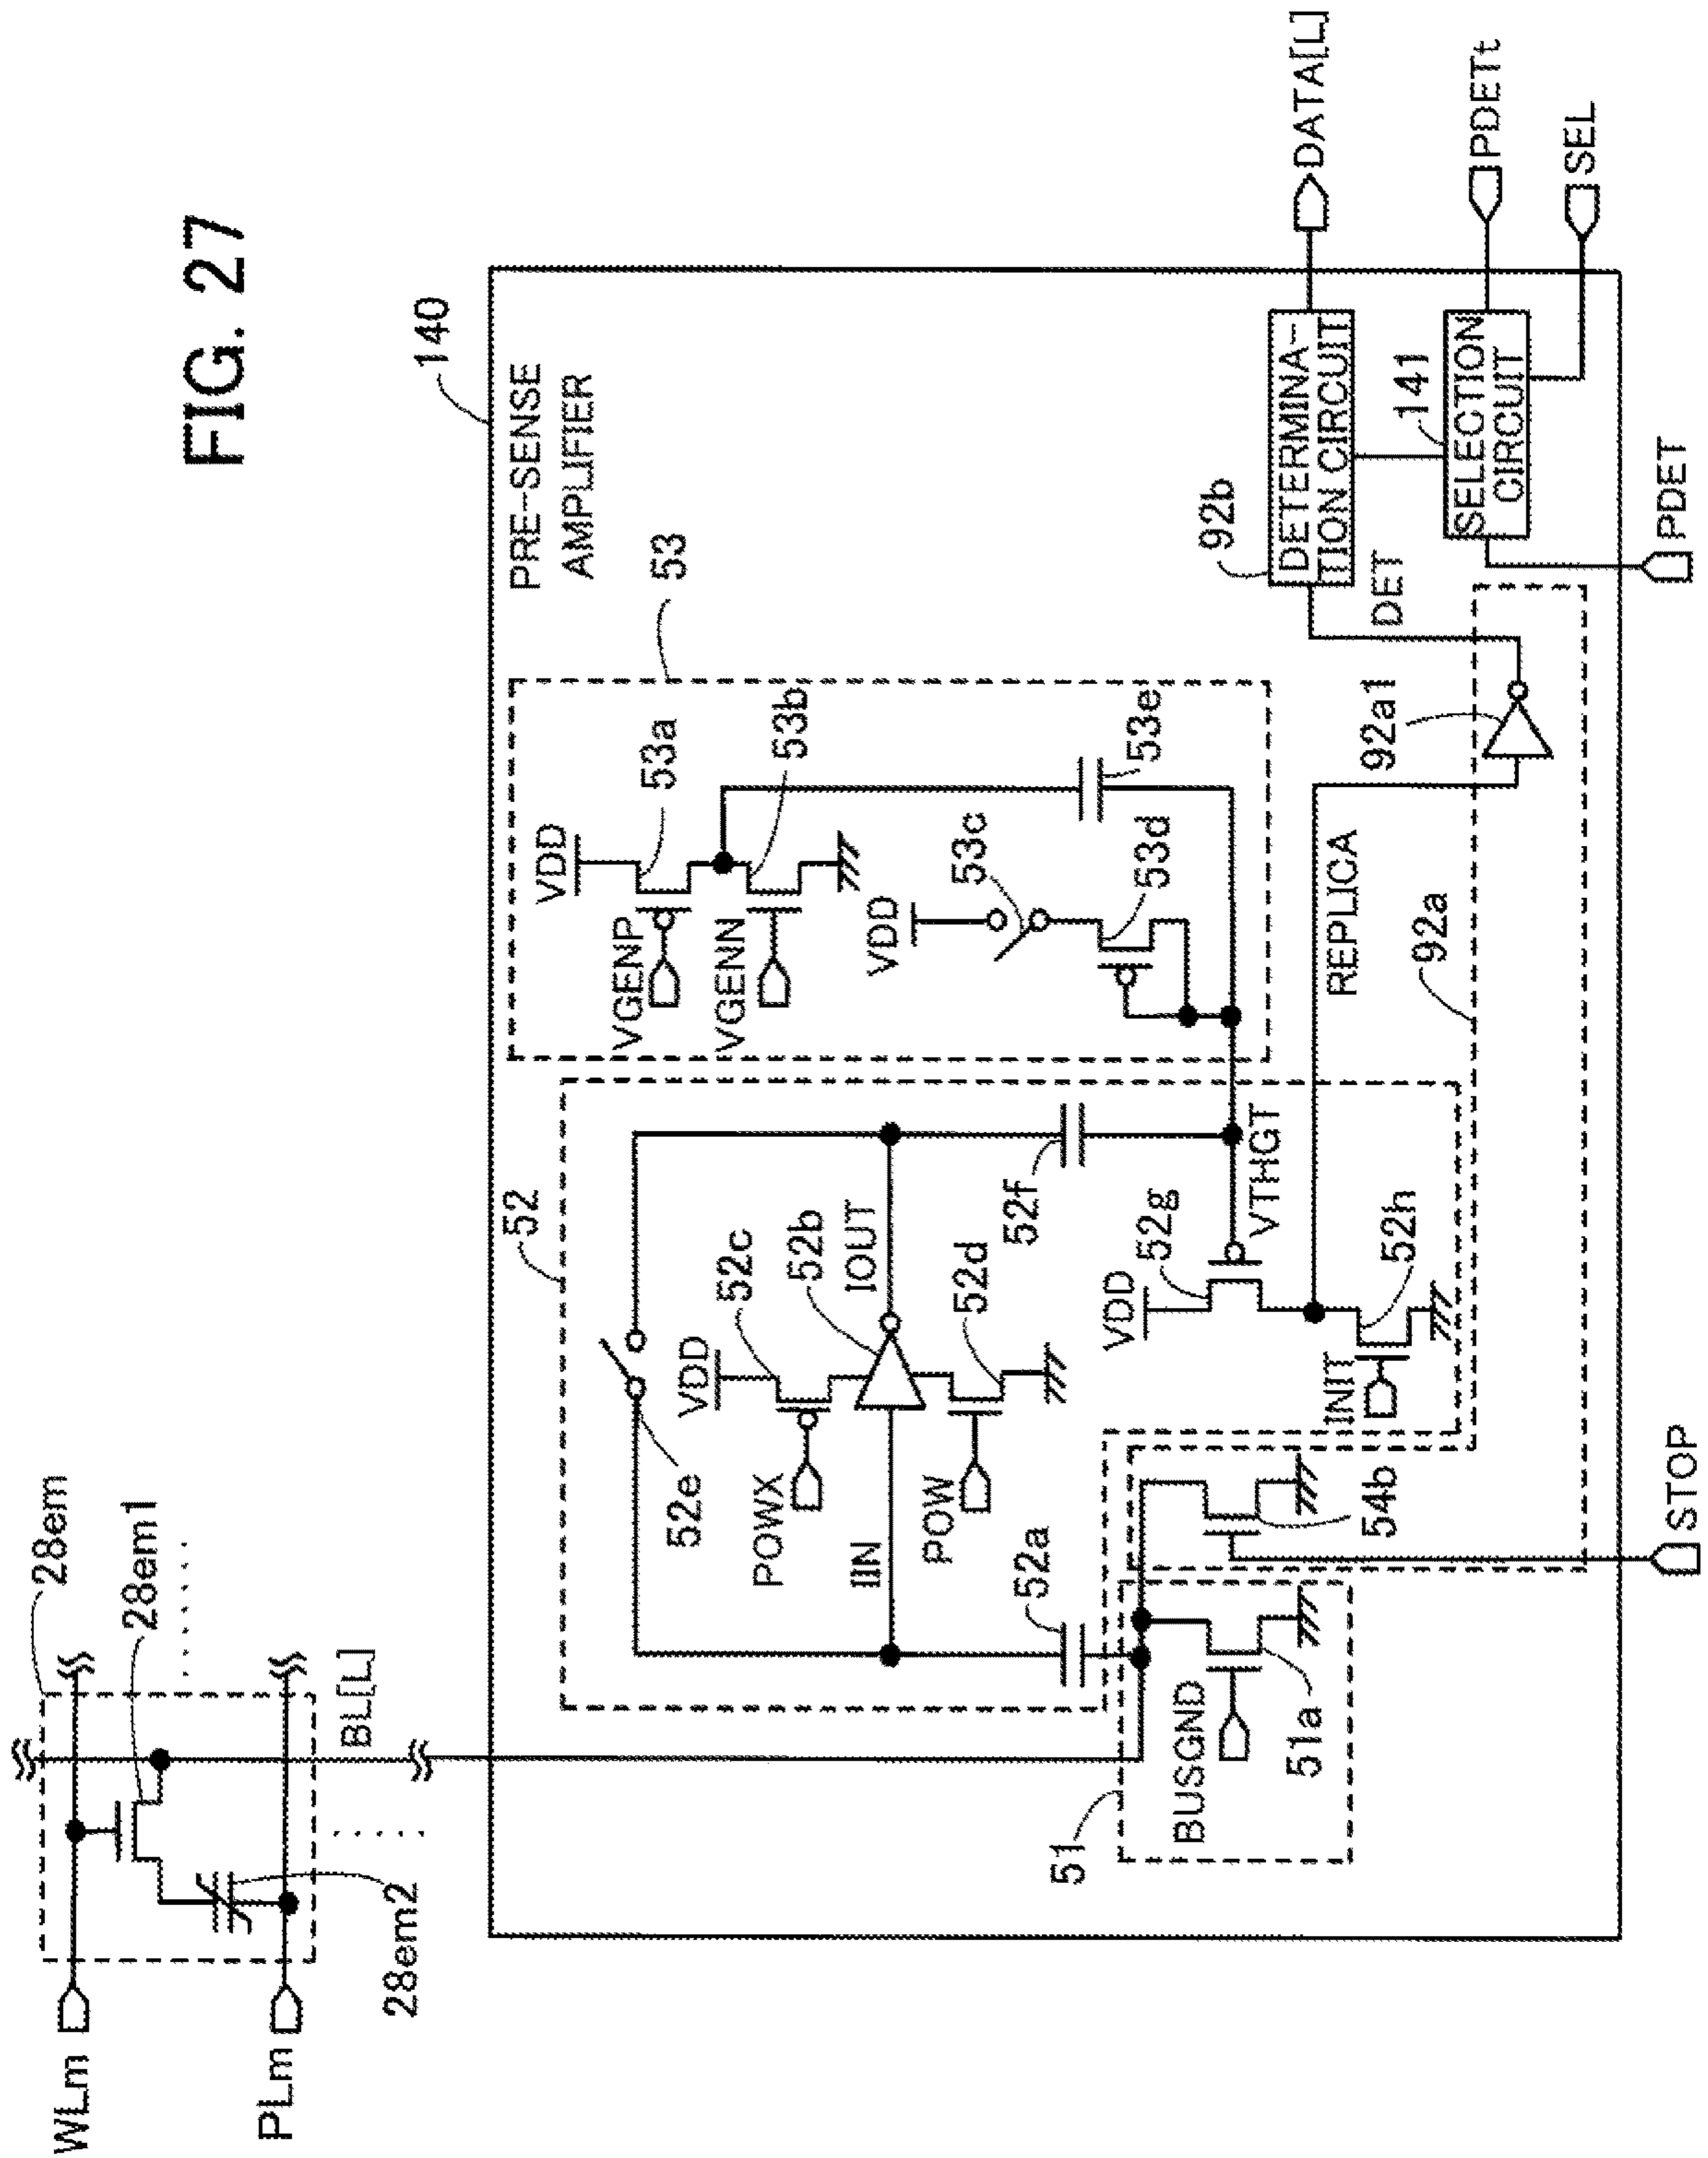 FIG. 27
WLm
PLm
28em
28em1
28em2
BL[L]
140
PRE-SENSE
AMPLIFIER
52
52e
VDD
52c
POWX
52b
IIN
IOUT
POW
52d
52a
52f
VDD
52g
VTHGT
INIT
52h
53
VDD
53a
VGENP
VGENN
53b
VDD
53c
53d
53e
51
BUSGND
51a
54b
STOP
REPLICA
92a
92a1
DET
92b
DETERMINA-
TION CIRCUIT
141
SELECTION
CIRCUIT
DATA[L]
PDETt
SEL
PDET